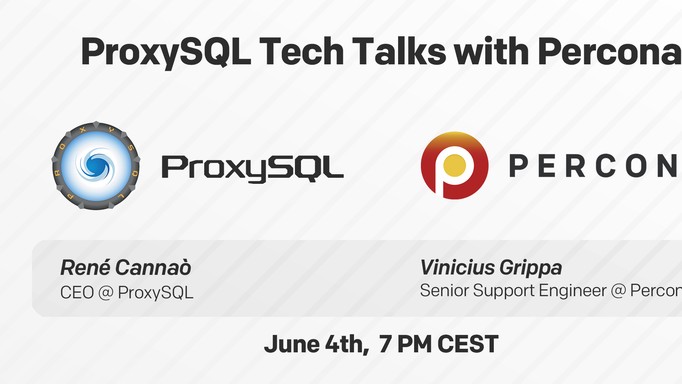 ProxySQL Tech Talks with Percona
PROXYSQL
ProxySQL
PERCON
René Cannaò
CEO @ ProxySQL
Vinicius Grippa
Senior Support Engineer @ Percon
June 4th, 7 PM CEST